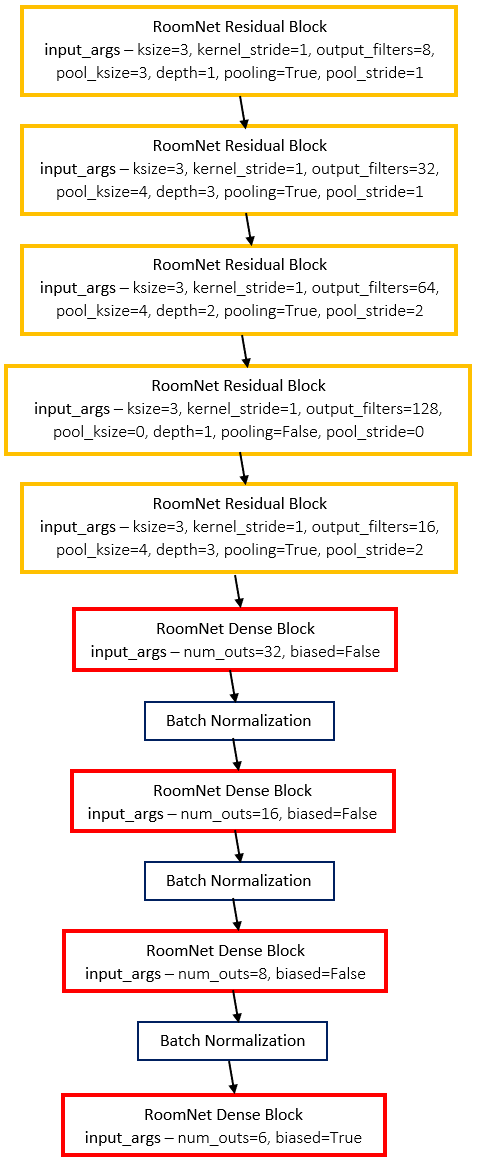 RoomNet Residual Block
input_args – ksize=3, kernel_stride=1, output_filters=8,
pool_ksize=3, depth=1, pooling=True, pool_stride=1
RoomNet Residual Block
input_args – ksize=3, kernel_stride=1, output_filters=32,
pool_ksize=4, depth=3, pooling=True, pool_stride=1
RoomNet Residual Block
input_args – ksize=3, kernel_stride=1, output_filters=64,
pool_ksize=4, depth=2, pooling=True, pool_stride=2
RoomNet Residual Block
input_args – ksize=3, kernel_stride=1, output_filters=128,
pool_ksize=0, depth=1, pooling=False, pool_stride=0
RoomNet Residual Block
input_args – ksize=3, kernel_stride=1, output_filters=16,
pool_ksize=4, depth=3, pooling=True, pool_stride=2
RoomNet Dense Block
input_args – num_outs=32, biased=False
Batch Normalization
RoomNet Dense Block
input_args – num_outs=16, biased=False
Batch Normalization
RoomNet Dense Block
input_args – num_outs=8, biased=False
Batch Normalization
RoomNet Dense Block
input_args – num_outs=6, biased=True